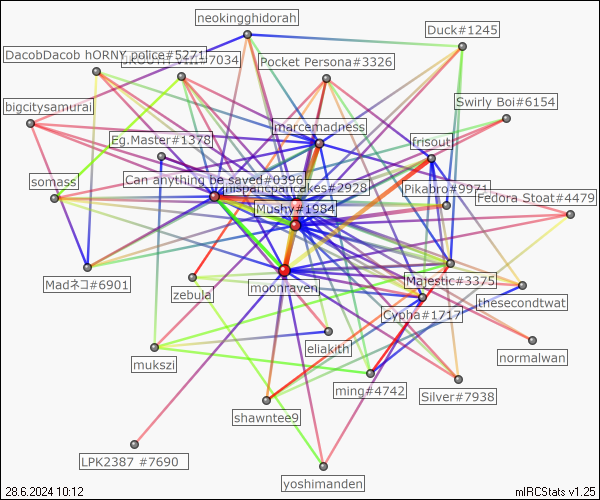 neokingghidorah
Duck#1245
DacobDacob hORNY police#5271
7034
Pocket Persona#3326
Swirly Boi#6154
bigcitysamurai
marcemadness
Eg.Master#1378
frisout
Can anything be saved#0396
mspancpancakes#2928
Pikabro#9971
somass
Fedora Stoat#4479
Mushy#1984
Majestic#3375
Madネコ#6901
zebula
moonraven
thesecondtwat
Cypha#1717
eliakith
normalwan
mukszi
ming#4742
Silver#7938
shawntee9
LPK2387 #7690
yoshimanden
28.6.2024 10:12
mIRCStats v1.25